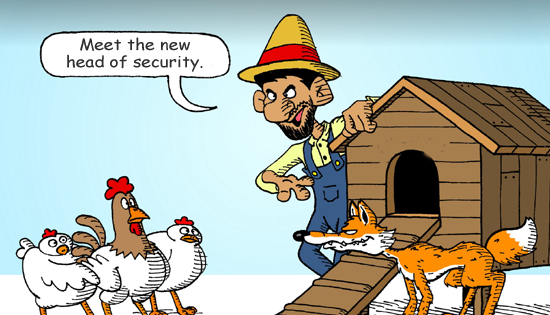 Meet the new
head of security.